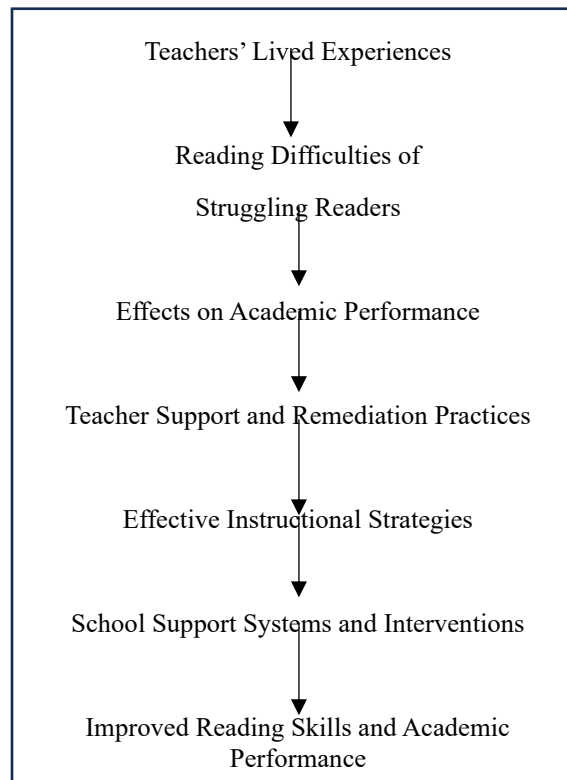 Teachers’ Lived Experiences
Reading Difficulties of
Struggling Readers
Effects on Academic Performance
Teacher Support and Remediation Practices
Effective Instructional Strategies
School Support Systems and Interventions
Improved Reading Skills and Academic
Performance